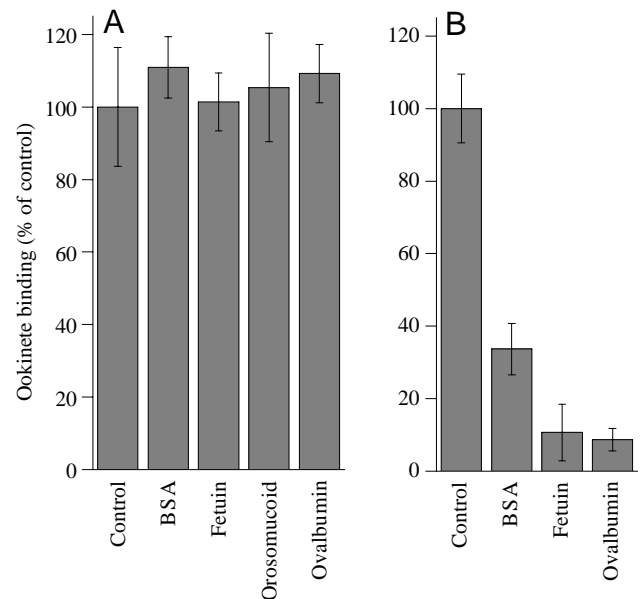 A
Ookinete binding (% of control)
120
100
80
60
40
20
0
Control
BSA
Fetuin
Orosomucoid
Ovalbumin
B
120
100
80
60
40
20
0
Control
BSA
Fetuin
Ovalbumin